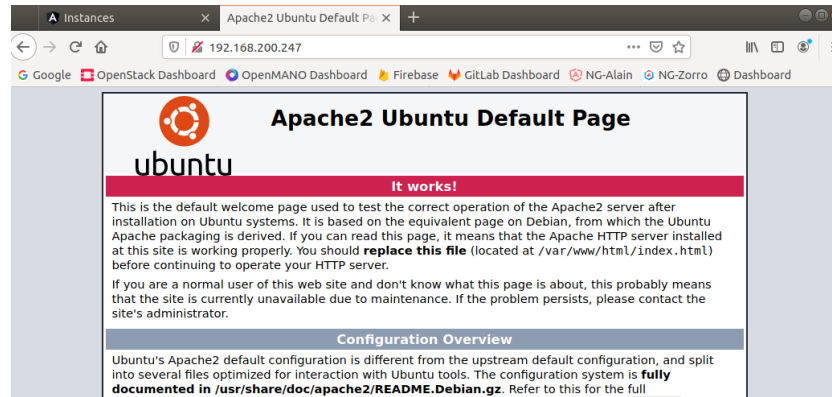 Instances
Apache2 Ubuntu Default Pa
192.168.200.247
Google OpenStack Dashboard OpenMANO Dashboard Firebase GitLab Dashboard NG-Alain NG-Zorro Dashboard
Apache2 Ubuntu Default Page
ubuntu
It works!
This is the default welcome page used to test the correct operation of the Apache2 server after
installation on Ubuntu systems. It is based on the equivalent page on Debian, from which the Ubuntu
Apache packaging is derived. If you can read this page, it means that the Apache HTTP server installed
at this site is working properly. You should replace this file (located at /var/www/html/index.html)
before continuing to operate your HTTP server.
If you are a normal user of this web site and don't know what this page is about, this probably means
that the site is currently unavailable due to maintenance. If the problem persists, please contact the
site's administrator.
Configuration Overview
Ubuntu's Apache2 default configuration is different from the upstream default configuration, and split
into several files optimized for interaction with Ubuntu tools. The configuration system is fully
documented in /usr/share/doc/apache2/README.Debian.gz. Refer to this for the full